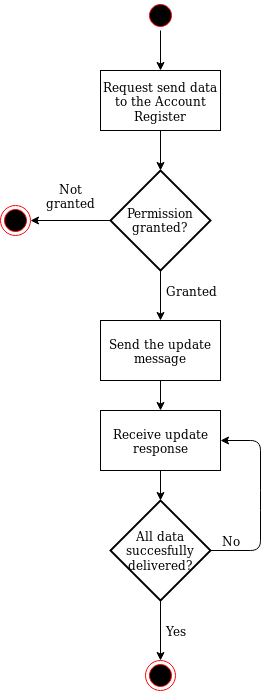 Request send data
to the Account
Register
Permission
granted?
Not
granted
Granted
Send the update
message
Receive update
response
All data
succesfully
delivered?
No
Yes